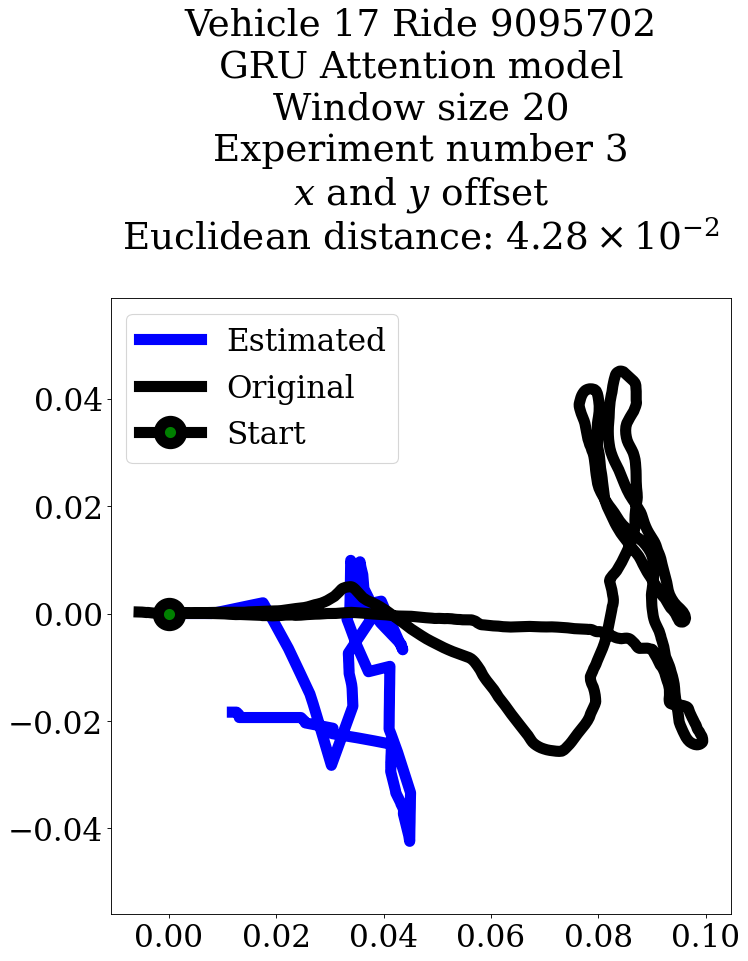 Vehicle 17 Ride 9095702
GRU Attention model
Window size 20
Experiment number 3
x and y offset
Euclidean distance: 4.28 × 10⁻²
Estimated
Original
Start
0.04
0.02
0.00
−0.02
−0.04
0.00 0.02 0.04 0.06 0.08 0.10